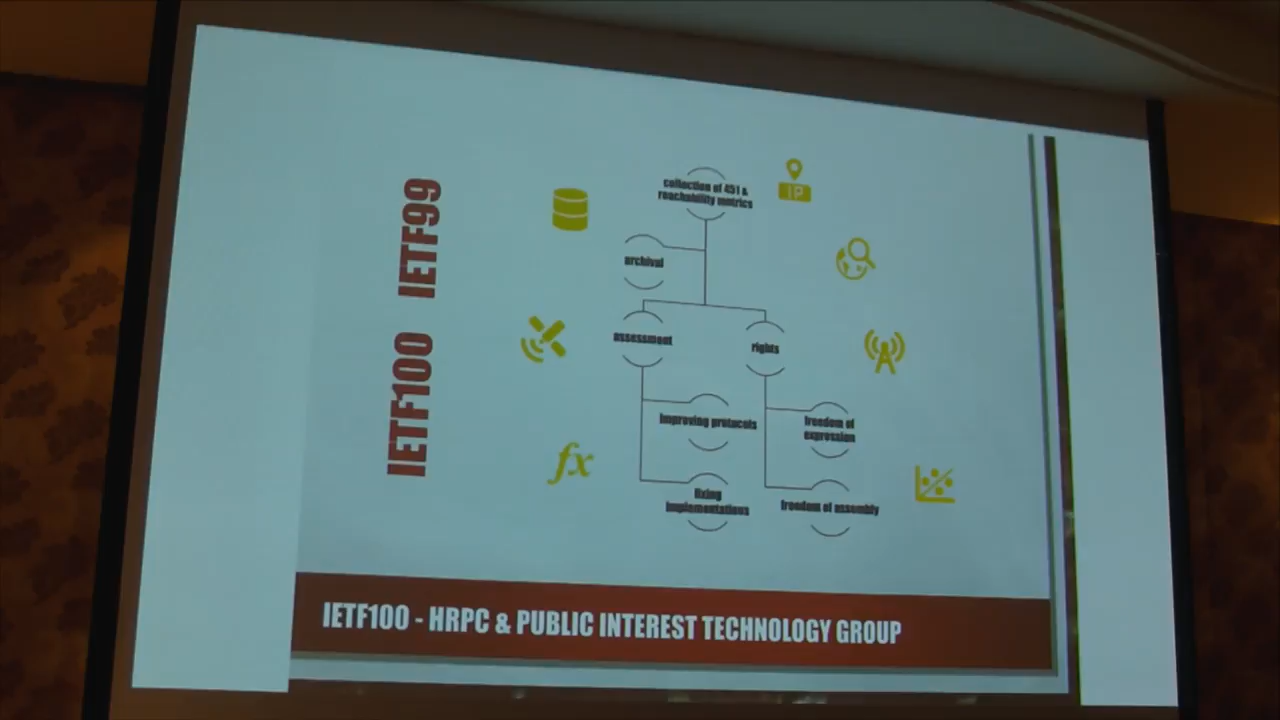 IETF99
IETF100
collection of 451 &
reachability metrics
IP
archival
assessment
rights
improving protocols
freedom of
expression
fixing
implementations
freedom of assembly
fx
IETF100 - HRPC & PUBLIC INTEREST TECHNOLOGY GROUP